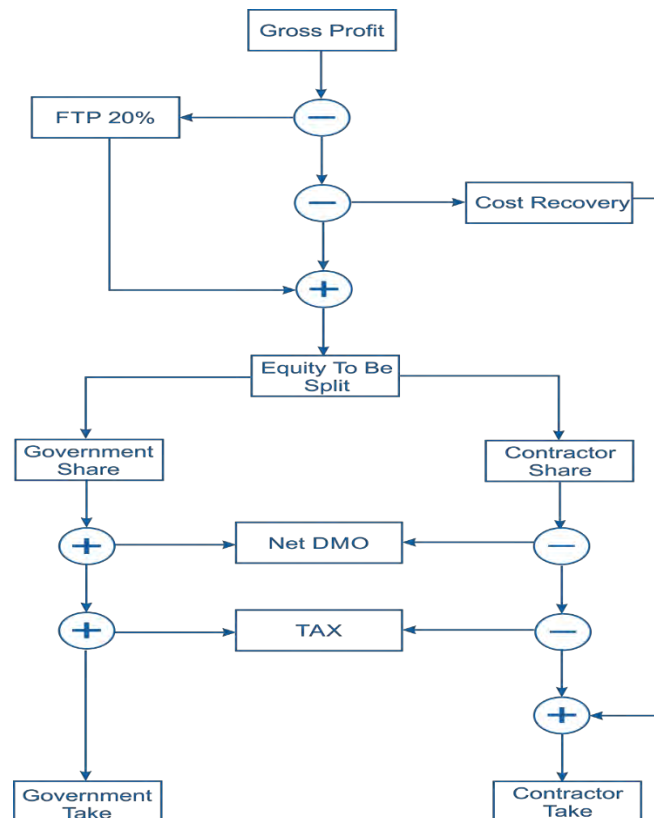 Gross Profit
FTP 20%
−
−
Cost Recovery
+
Equity To Be
Split
Government
Share
Contractor
Share
+
Net DMO
−
+
TAX
−
+
Government
Take
Contractor
Take